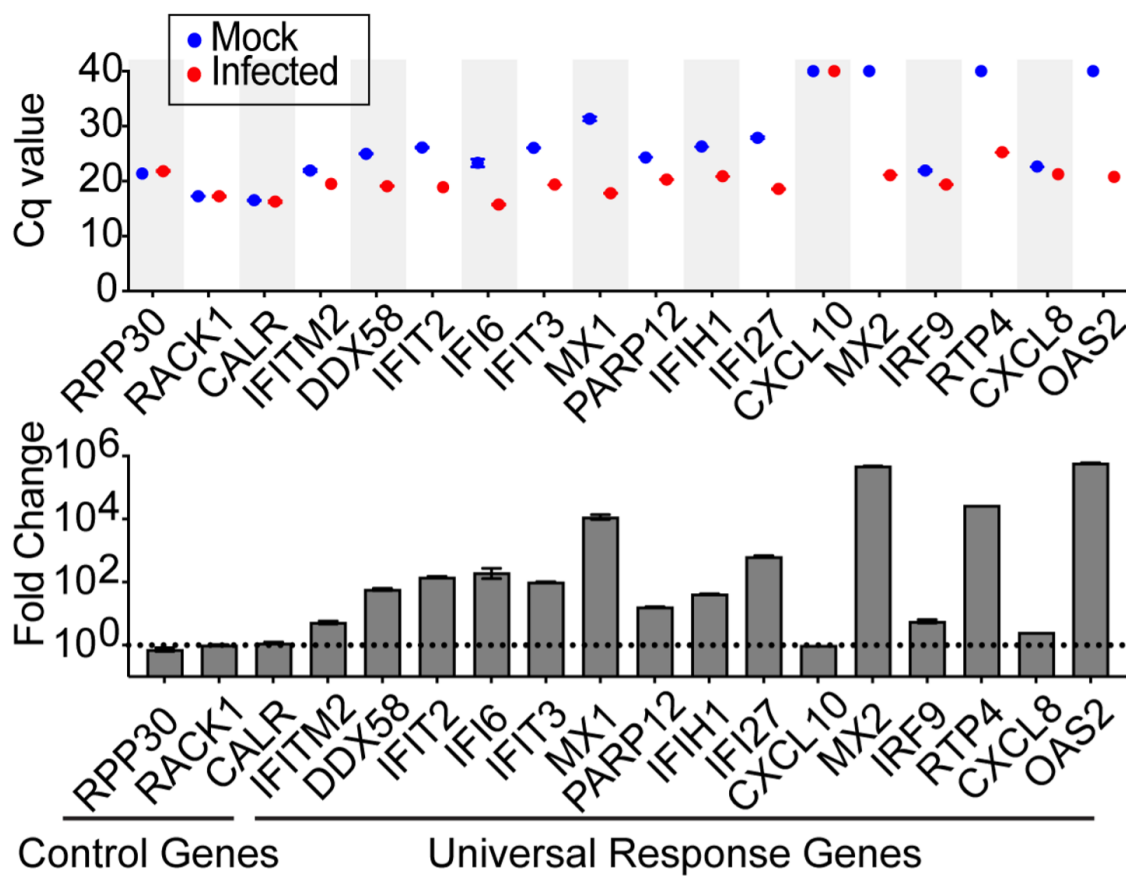 Mock
Infected
Cq value
40
30
20
10
0
RPP30
RACK1
CALR
IFITM2
DDX58
IFIT2
IFI6
IFIT3
MX1
PARP12
IFIH1
IFI27
CXCL10
MX2
IRF9
RTP4
CXCL8
OAS2
Fold Change
10^6
10^4
10^2
10^0
RPP30
RACK1
CALR
IFITM2
DDX58
IFIT2
IFI6
IFIT3
MX1
PARP12
IFIH1
IFI27
CXCL10
MX2
IRF9
RTP4
CXCL8
OAS2
Control Genes
Universal Response Genes